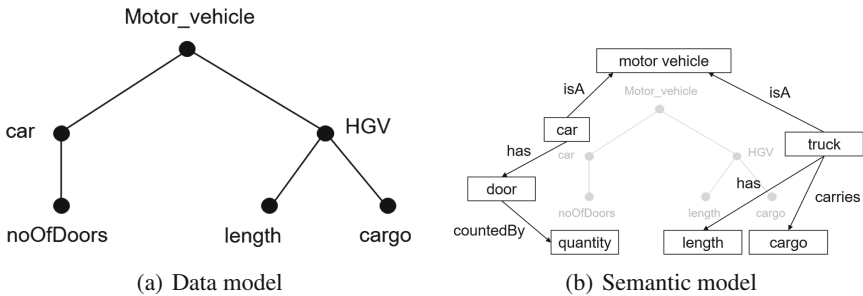 Motor_vehicle
car
HGV
noOfDoors
length
cargo
(a) Data model
motor vehicle
isA
isA
Motor_vehicle
car
truck
has
car
HGV
door
has
carries
noOfDoors
length
cargo
countedBy
quantity
length
cargo
(b) Semantic model